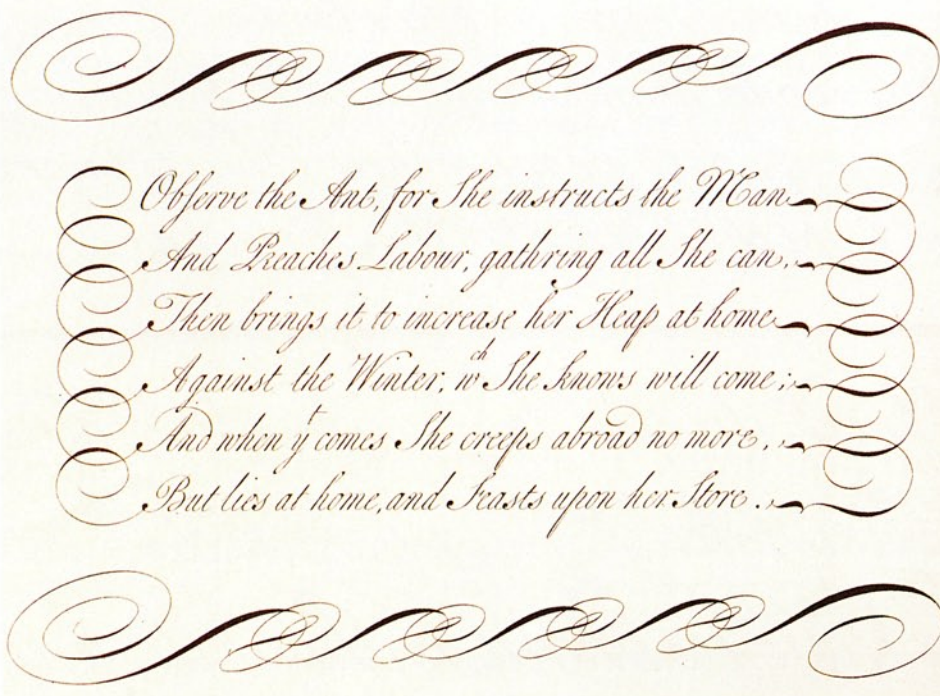 Obſerve the Ant, for She instructs the Man
And Preaches Labour, gathring all She can,
Then brings it to increase her Heap at home
Against the Winter, wᶜʰ She knows will come;
And when yᵗ comes She creeps abroad no more,
But lies at home, and Feasts upon her Store.